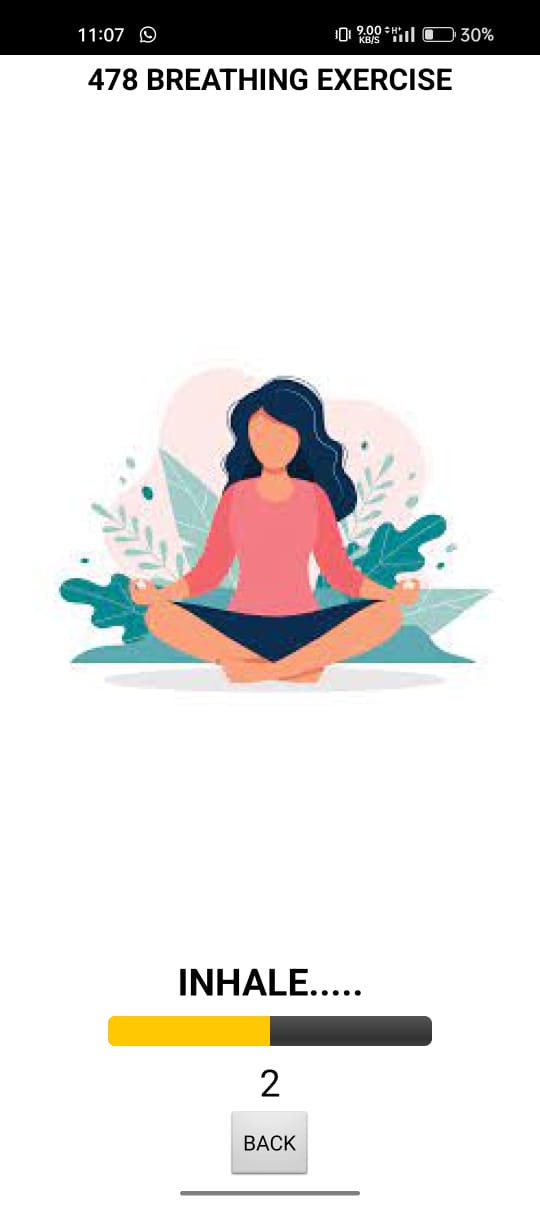 11:07 9.00 KB/S H+ 30%
478 BREATHING EXERCISE
INHALE.....
2
BACK